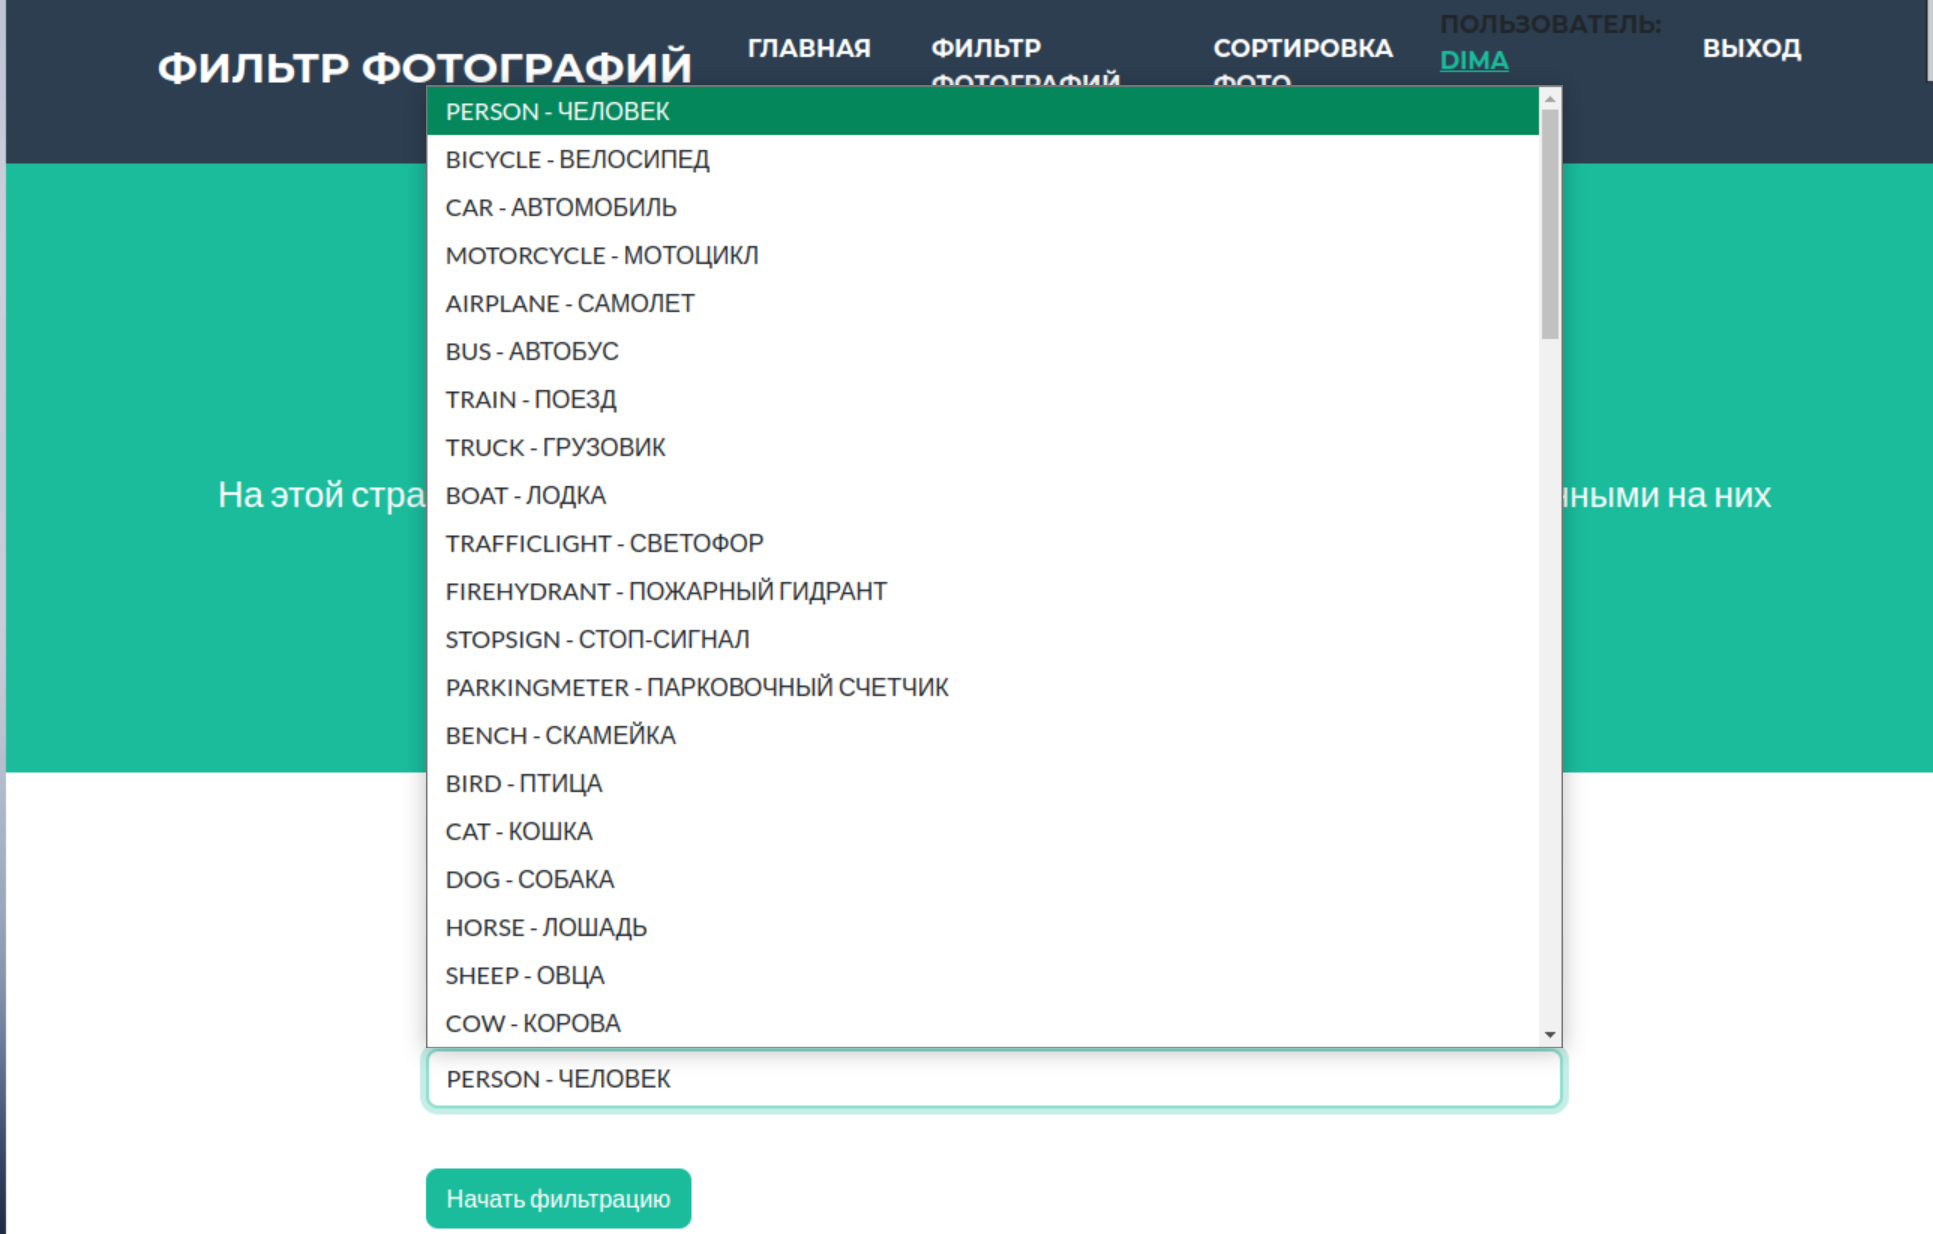 ФИЛЬТР ФОТОГРАФИЙ
ГЛАВНАЯ
ФИЛЬТР
ФОТОГРАФИЙ
СОРТИРОВКА
ФОТО
ПОЛЬЗОВАТЕЛЬ:
DIMA
ВЫХОД
PERSON - ЧЕЛОВЕК
BICYCLE - ВЕЛОСИПЕД
CAR - АВТОМОБИЛЬ
MOTORCYCLE - МОТОЦИКЛ
AIRPLANE - САМОЛЕТ
BUS - АВТОБУС
TRAIN - ПОЕЗД
TRUCK - ГРУЗОВИК
На этой
на них
BOAT - ЛОДКА
TRAFFICLIGHT - СВЕТОФОР
FIREHYDRANT - ПОЖАРНЫЙ ГИДРАНТ
STOPSIGN - СТОП-СИГНАЛ
PARKINGMETER - ПАРКОВОЧНЫЙ СЧЕТЧИК
BENCH - СКАМЕЙКА
BIRD - ПТИЦА
CAT - КОШКА
DOG - СОБАКА
HORSE - ЛОШАДЬ
SHEEP - ОВЦА
COW - КОРОВА
PERSON - ЧЕЛОВЕК
Начать фильтрацию